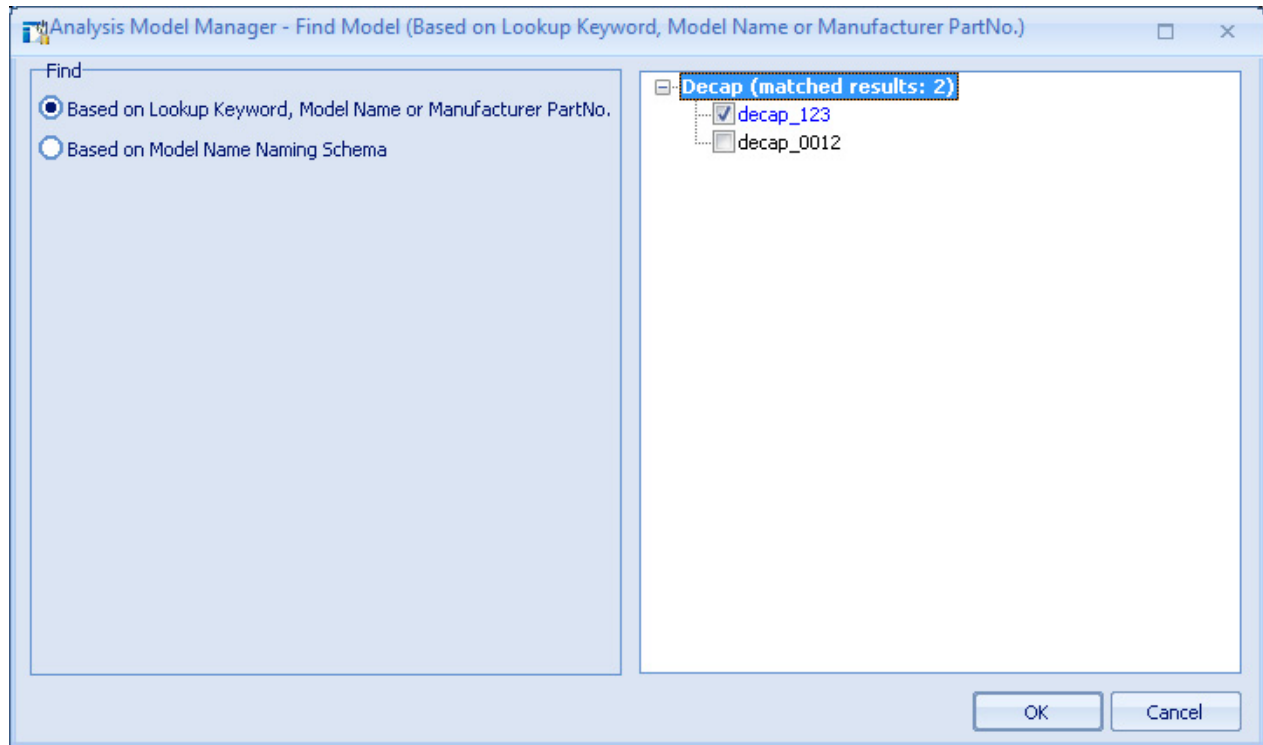 Analysis Model Manager - Find Model (Based on Lookup Keyword, Model Name or Manufacturer PartNo.)
Find
Based on Lookup Keyword, Model Name or Manufacturer PartNo.
Based on Model Name Naming Schema
Decap (matched results: 2)
decap_123
decap_0012
OK
Cancel